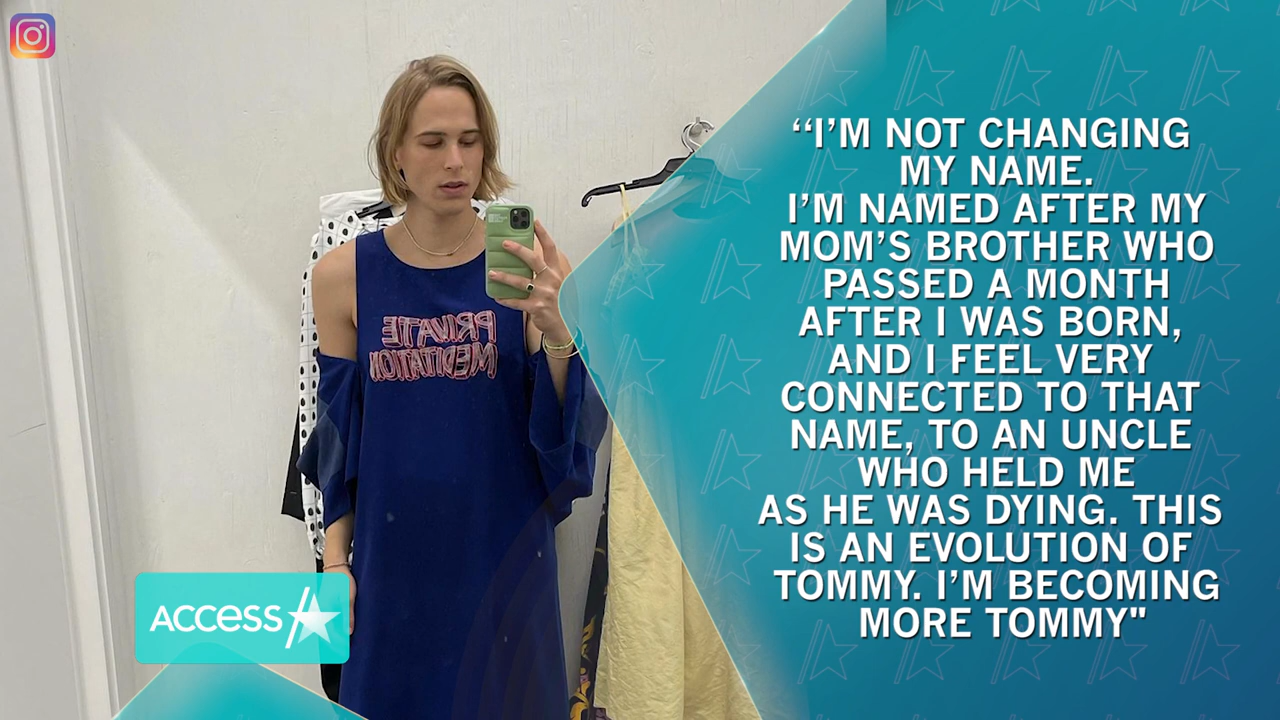 PRIVATE
MEDITATION
ACCESS
‘‘I’M NOT CHANGING
MY NAME.
I’M NAMED AFTER MY
MOM’S BROTHER WHO
PASSED A MONTH
AFTER I WAS BORN,
AND I FEEL VERY
CONNECTED TO THAT
NAME, TO AN UNCLE
WHO HELD ME
AS HE WAS DYING. THIS
IS AN EVOLUTION OF
TOMMY. I’M BECOMING
MORE TOMMY"